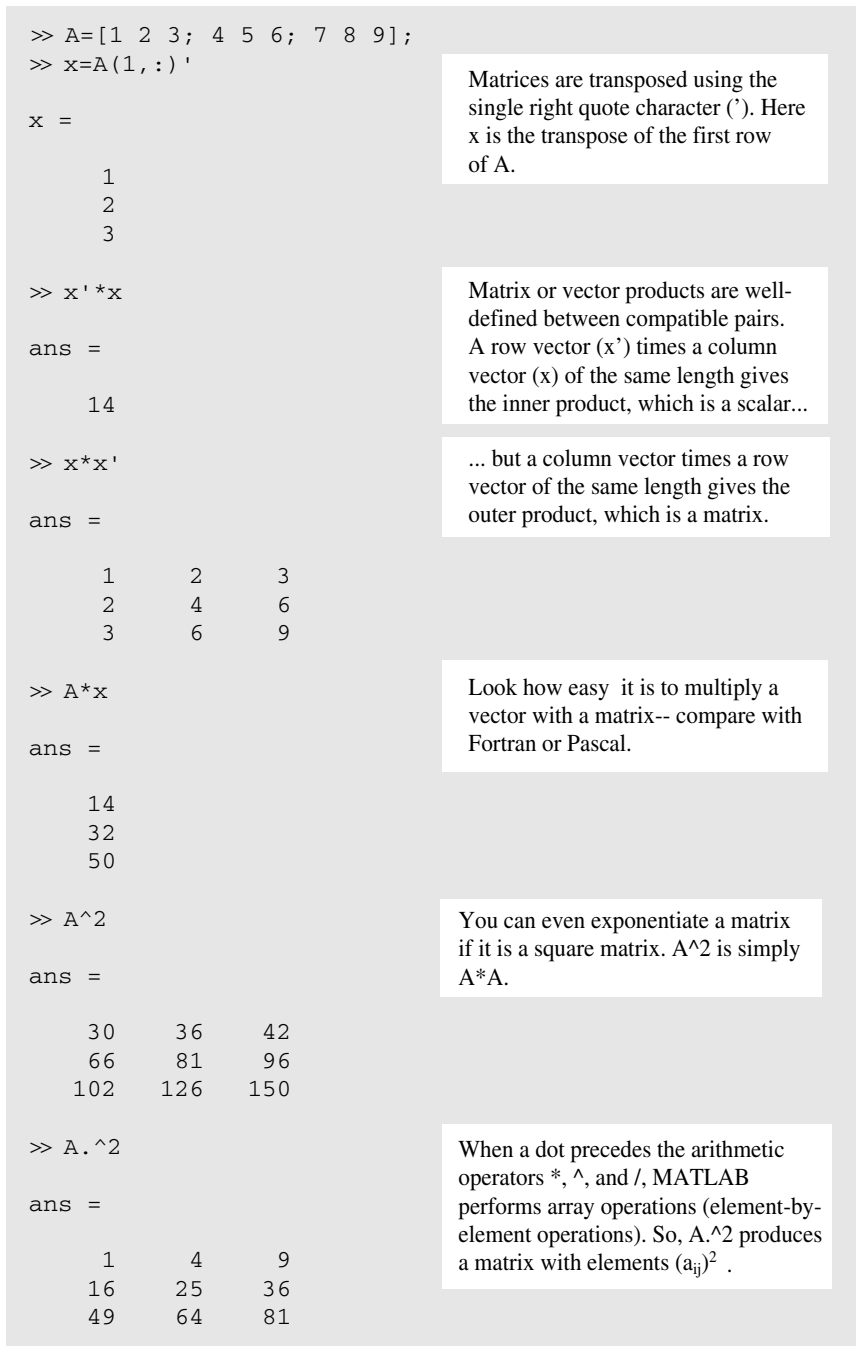 >> A=[1 2 3; 4 5 6; 7 8 9];
>> x=A(1,:)'
Matrices are transposed using the
single right quote character (’). Here
x is the transpose of the first row
of A.
x =
1
2
3
>> x'*x
Matrix or vector products are well-
defined between compatible pairs.
A row vector (x’) times a column
vector (x) of the same length gives
the inner product, which is a scalar...
ans =
14
>> x*x'
... but a column vector times a row
vector of the same length gives the
outer product, which is a matrix.
ans =
1 2 3
2 4 6
3 6 9
>> A*x
Look how easy it is to multiply a
vector with a matrix-- compare with
Fortran or Pascal.
ans =
14
32
50
>> A^2
You can even exponentiate a matrix
if it is a square matrix. A^2 is simply
A*A.
ans =
30 36 42
66 81 96
102 126 150
>> A.^2
When a dot precedes the arithmetic
operators *, ^, and /, MATLAB
performs array operations (element-by-
element operations). So, A.^2 produces
a matrix with elements (aᵢⱼ)² .
ans =
1 4 9
16 25 36
49 64 81